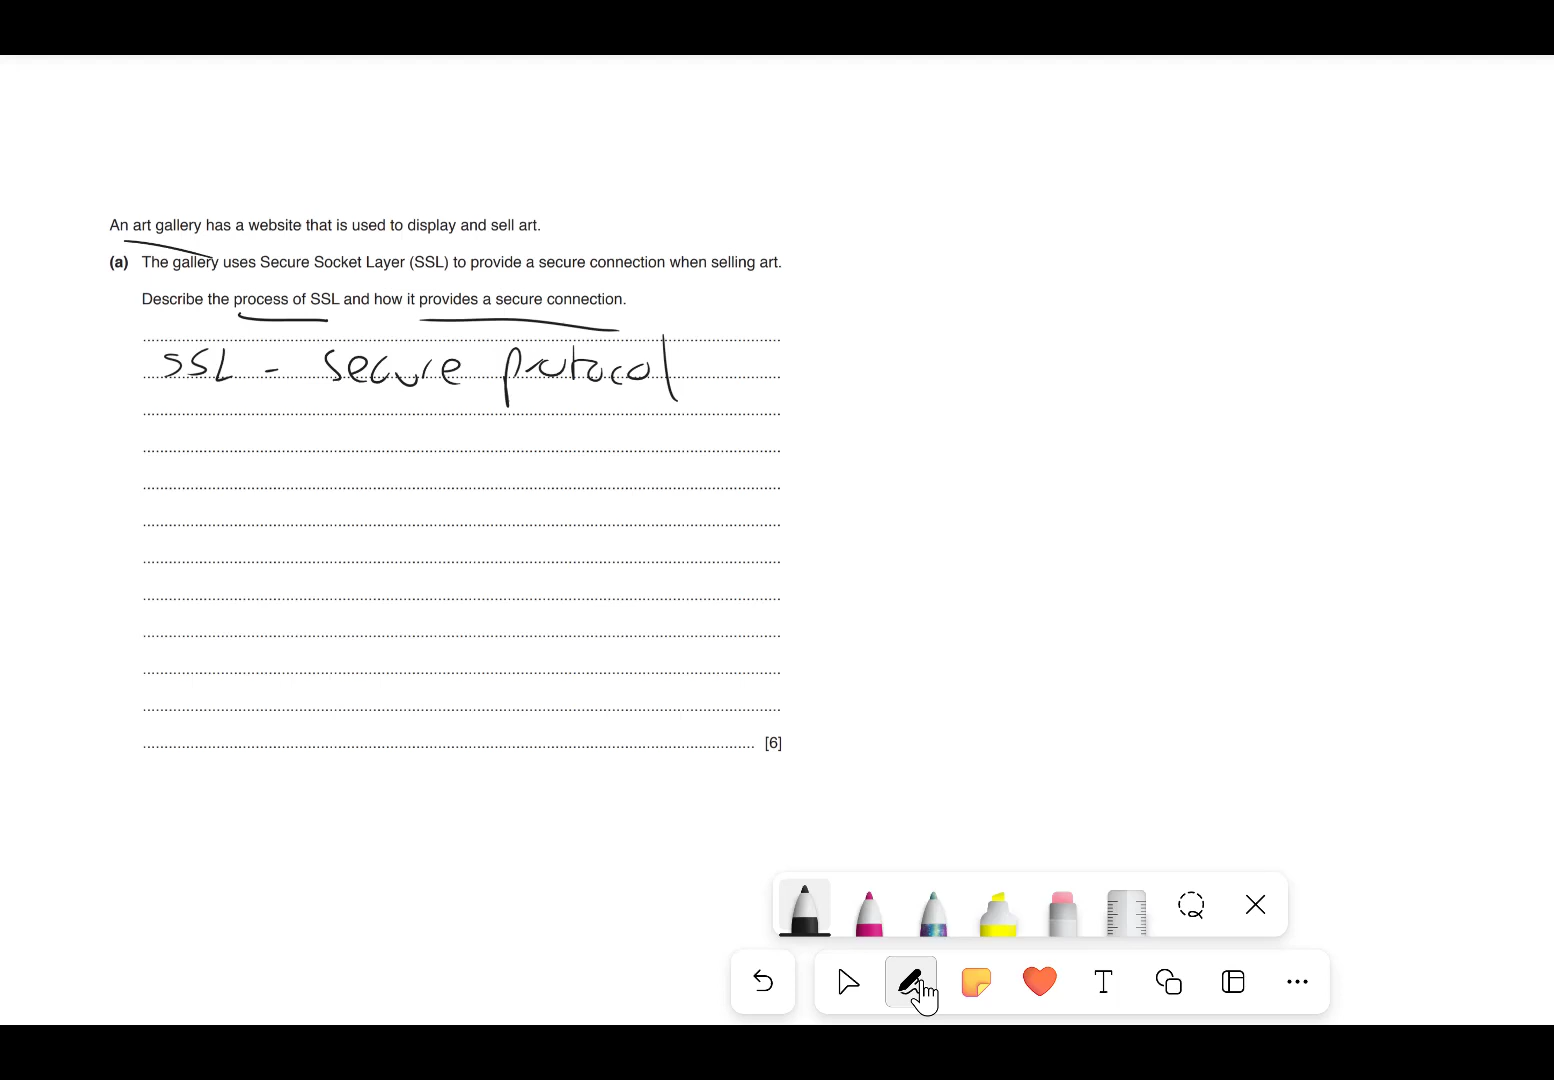 An art gallery has a website that is used to display and sell art.
(a) The gallery uses Secure Socket Layer (SSL) to provide a secure connection when selling art.
Describe the process of SSL and how it provides a secure connection.
SSL - secure protocol
[6]